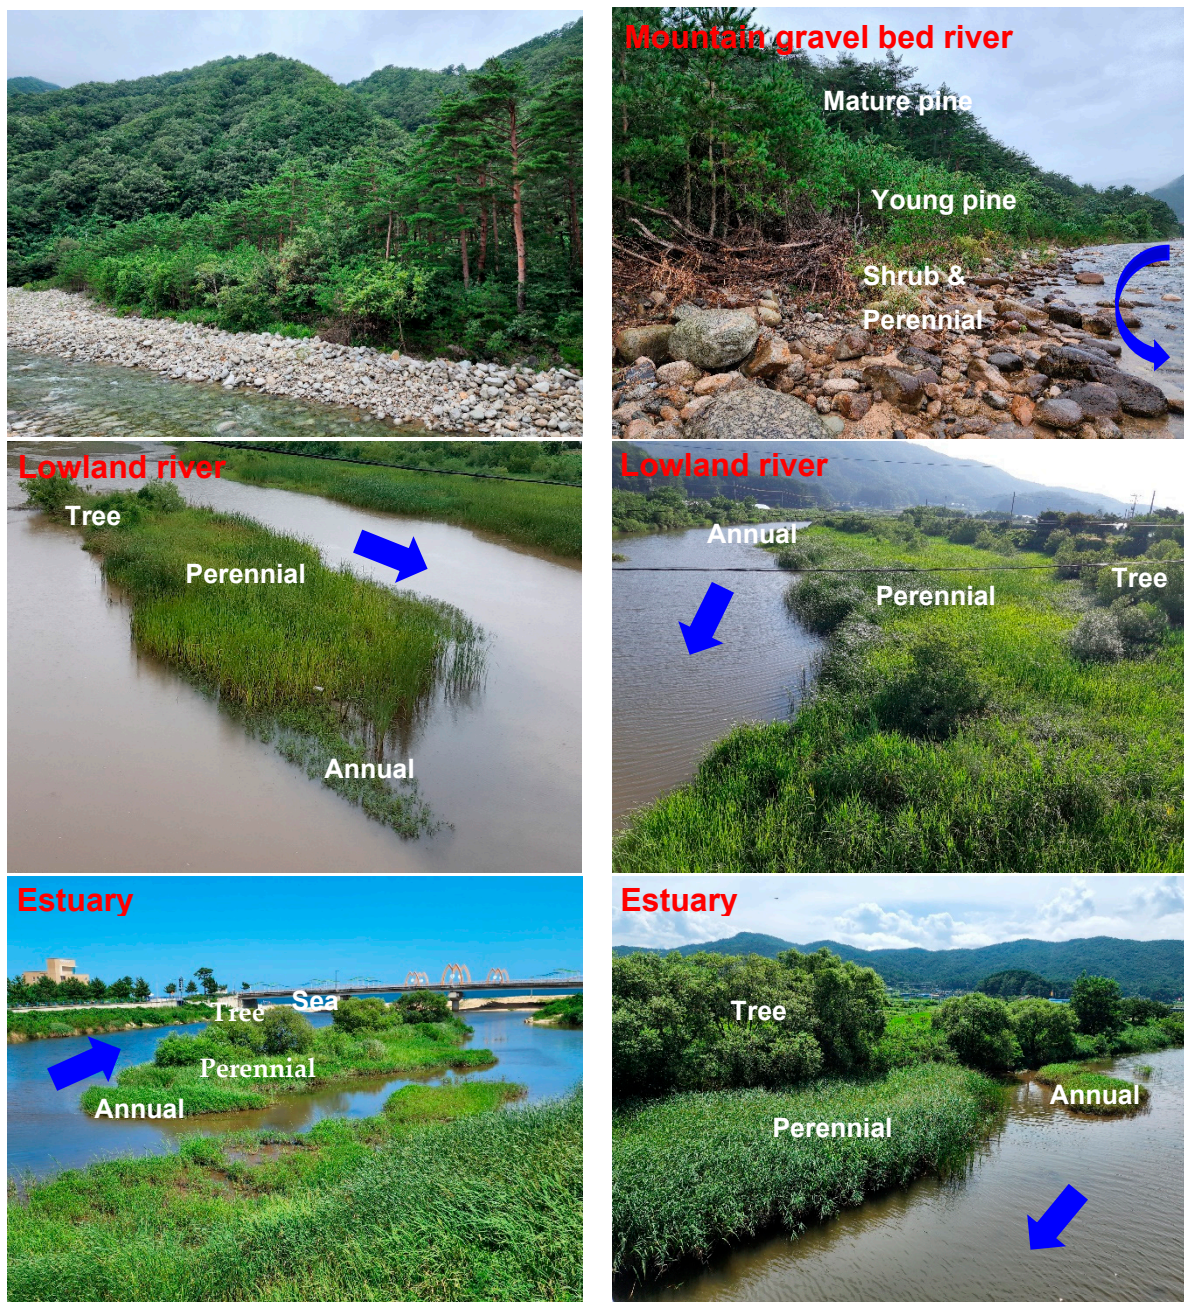 Mountain gravel bed river
Mature pine
Young pine
Shrub &
Perennial
Lowland river
Tree
Perennial
Annual
Lowland river
Annual
Perennial
Tree
Estuary
Sea
Tree
Perennial
Annual
Estuary
Tree
Annual
Perennial